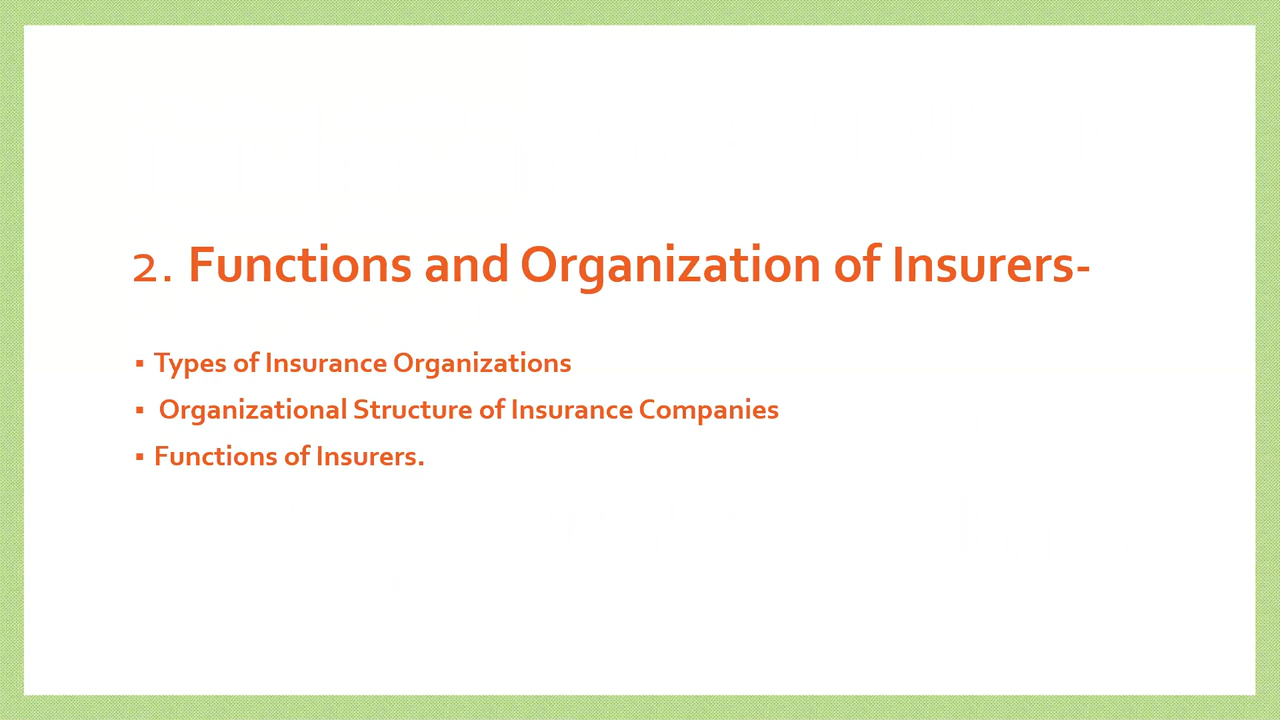 2. Functions and Organization of Insurers-
▪ Types of Insurance Organizations
▪ Organizational Structure of Insurance Companies
▪ Functions of Insurers.